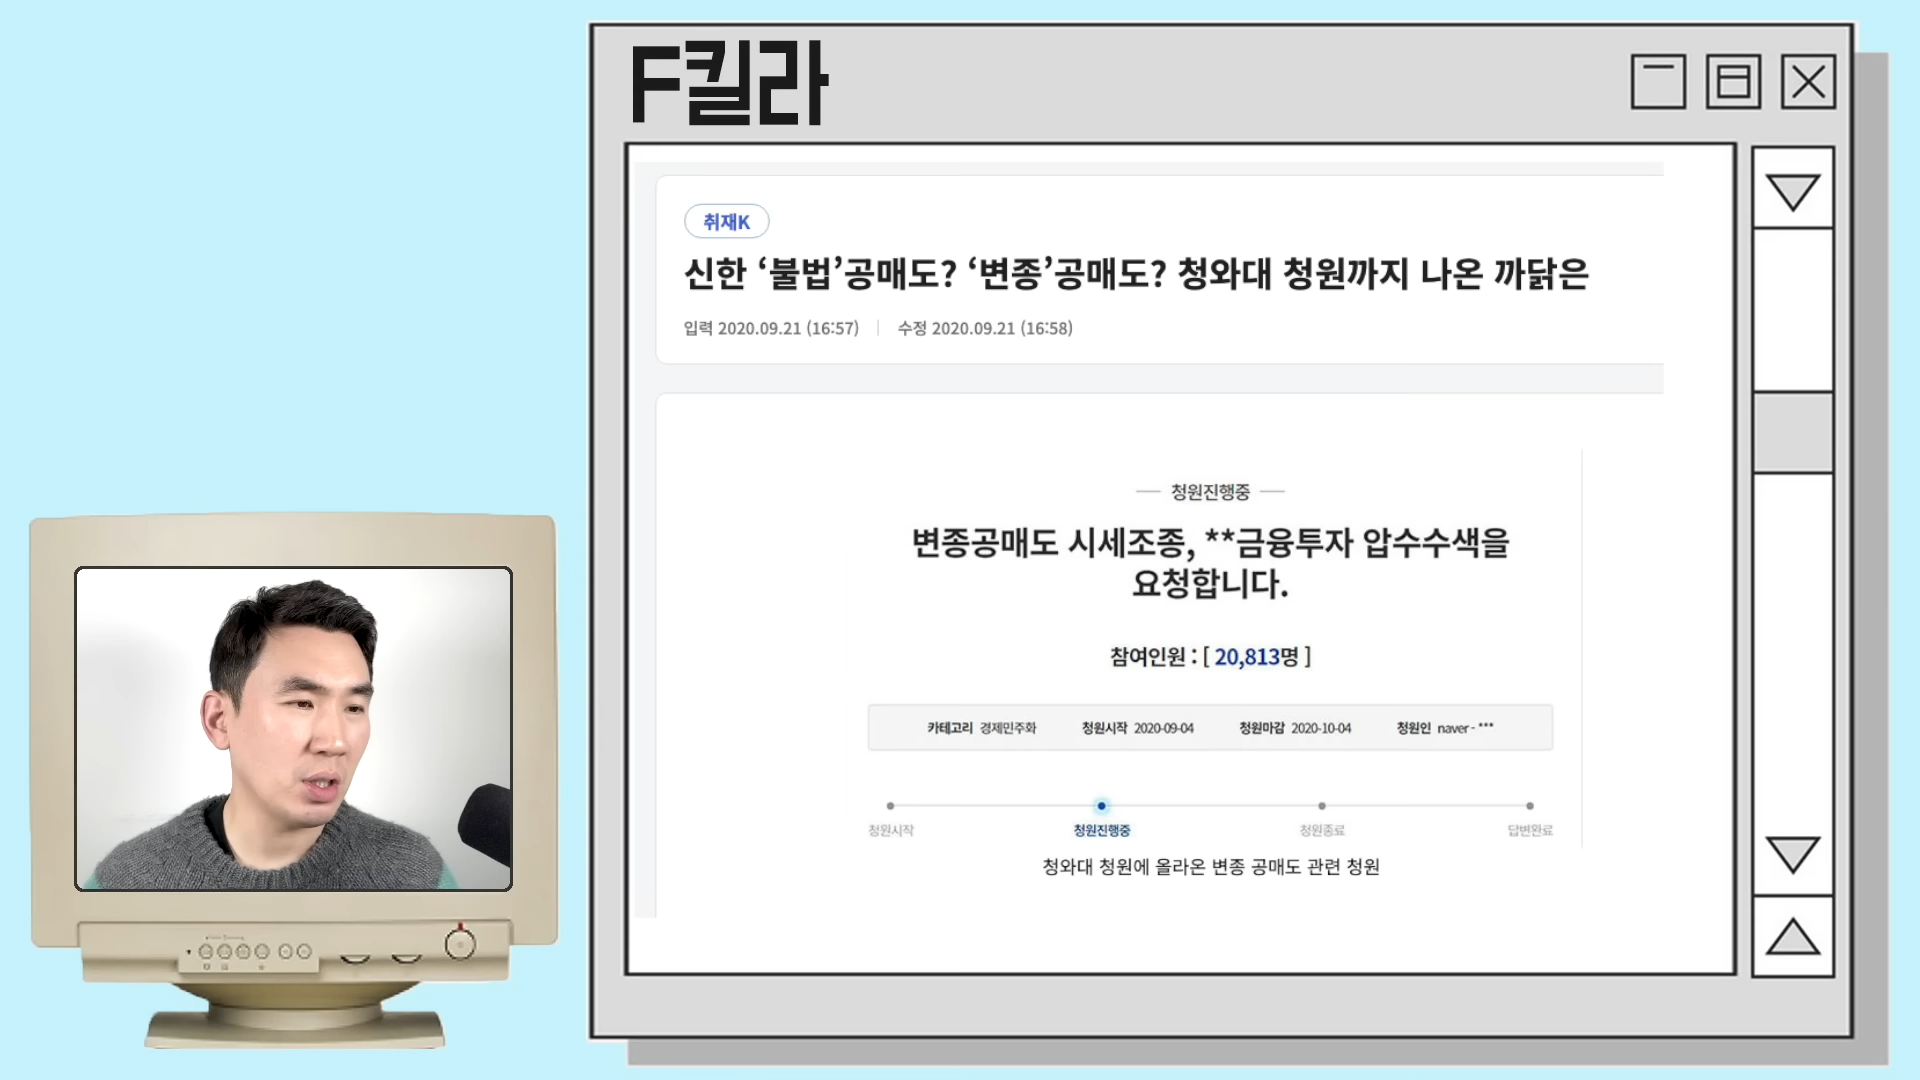 F킬라
취재K
신한 ‘불법’공매도? ‘변종’공매도? 청와대 청원까지 나온 까닭은
입력 2020.09.21 (16:57) | 수정 2020.09.21 (16:58)
청원진행중
변종공매도 시세조종, **금융투자 압수수색을
요청합니다.
참여인원 : [ 20,813명 ]
카테고리 경제민주화 청원시작 2020-09-04 청원마감 2020-10-04 청원인 naver - ***
청원시작 청원진행중 청원종료 답변완료
청와대 청원에 올라온 변종 공매도 관련 청원